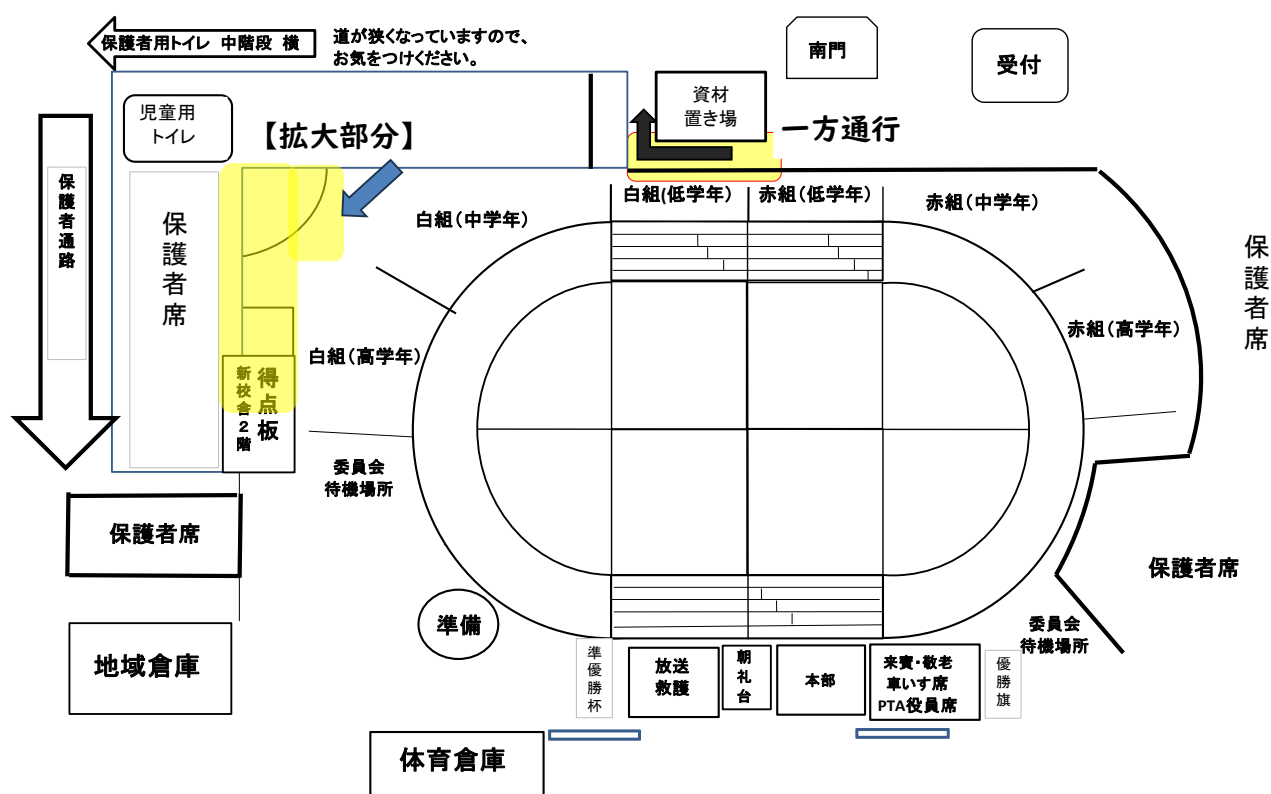 保護者用トイレ 中階段 横
道が狭くなっていますので、
お気をつけください。
南門
受付
資材
置き場
一方通行
児童用
トイレ
【拡大部分】
保護者通路
保護者席
白組(低学年)
赤組(低学年)
白組(中学年)
赤組(中学年)
保護者席
白組(高学年)
赤組(高学年)
得点板
新校舎2階
委員会
待機場所
保護者席
保護者席
準備
委員会
待機場所
地域倉庫
準優勝杯
放送
救護
朝礼台
本部
来賓・敬老
車いす席
PTA役員席
優勝旗
体育倉庫